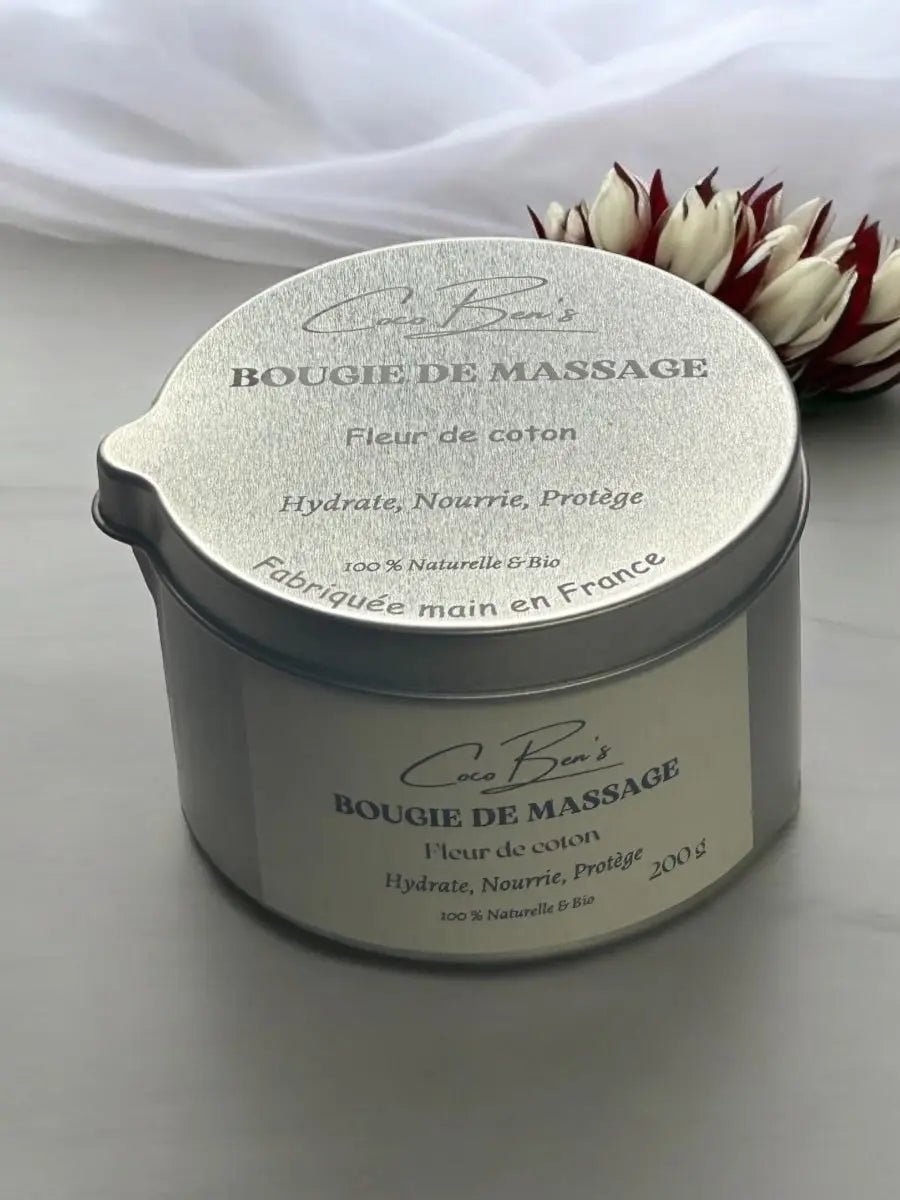 Coco Ben's
BOUGIE DE MASSAGE
Fleur de coton
Hydrate, Nourrie, Protège
100 % Naturelle & Bio
Fabriquée main en France
Coco Ben's
BOUGIE DE MASSAGE
Fleur de coton
Hydrate, Nourrie, Protège
200 g
100 % Naturelle & Bio